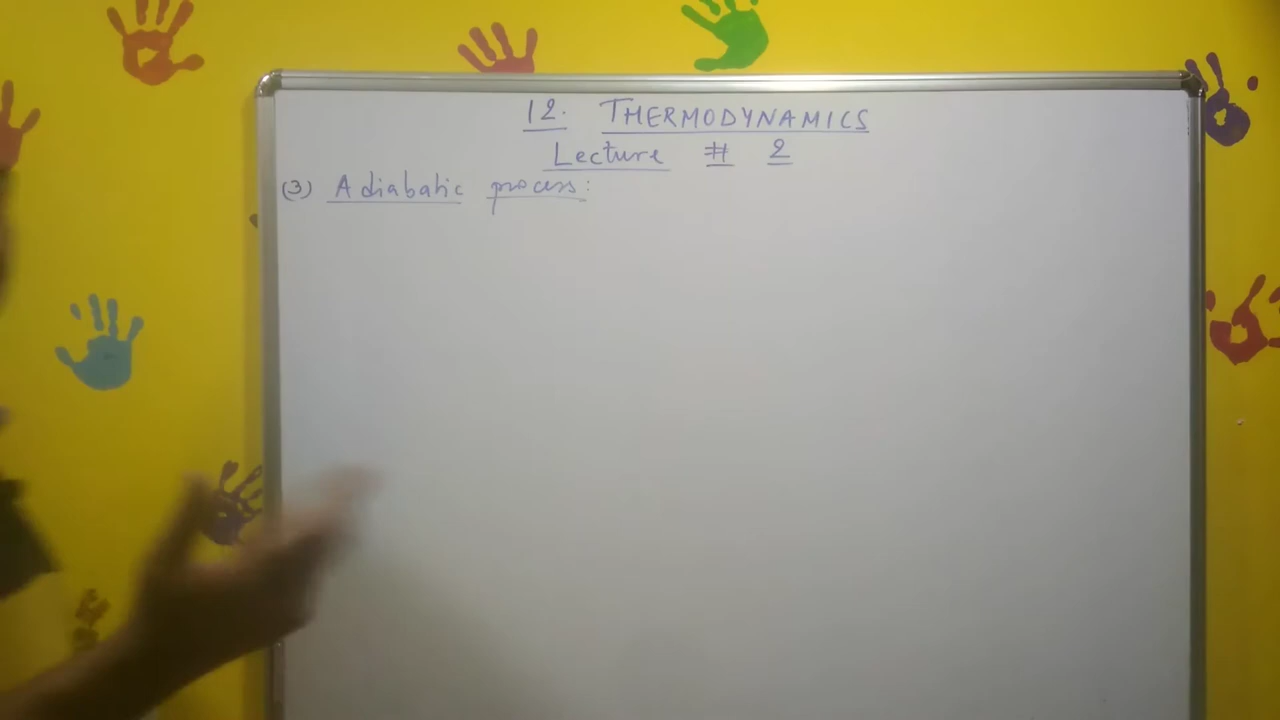 12. THERMODYNAMICS
Lecture # 2
(3) Adiabatic process: